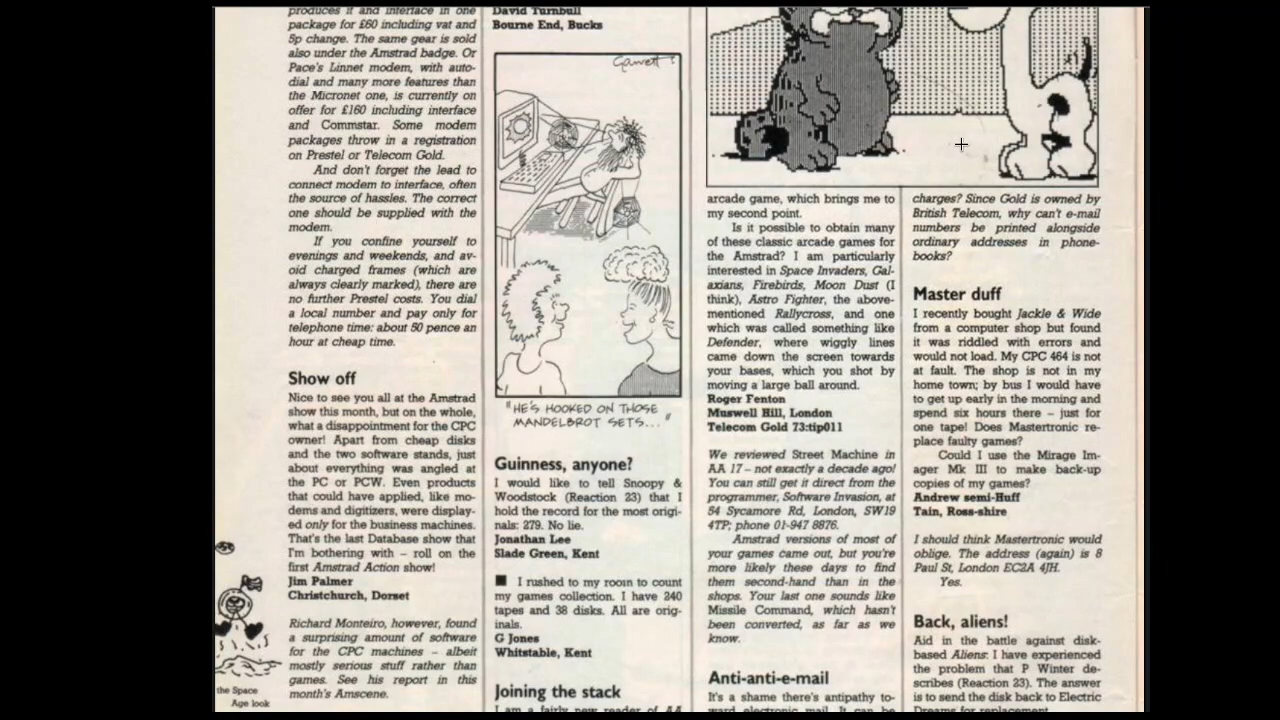 produces it and interface in one
package for £60 including vat and
5p change. The same gear is sold
also under the Amstrad badge. Or
Pace's Linnet modem, with auto-
dial and many more features than
the Micronet one, is currently on
offer for £160 including interface
and Commstar. Some modem
packages throw in a registration
on Prestel or Telecom Gold.
And don't forget the lead to
connect modem to interface, often
the source of hassles. The correct
one should be supplied with the
modem.
If you confine yourself to
evenings and weekends, and av-
oid charged frames (which are
always clearly marked), there are
no further Prestel costs. You dial
a local number and pay only for
telephone time: about 50 pence an
hour at cheap time.
Show off
Nice to see you all at the Amstrad
show this month, but on the whole,
what a disappointment for the CPC
owner! Apart from cheap disks
and the two software stands, just
about everything was angled at
the PC or PCW. Even products
that could have applied, like mo-
dems and digitizers, were display-
ed only for the business machines.
That's the last Database show that
I'm bothering with – roll on the
first Amstrad Action show!
Jim Palmer
Christchurch, Dorset
Richard Monteiro, however, found
a surprising amount of software
for the CPC machines – albeit
mostly serious stuff rather than
games. See his report in this
month's Amscene.
the Space
Age look
David Turnbull
Bourne End, Bucks
Garrett!
"HE'S HOOKED ON THOSE
MANDELBROT SETS..."
Guinness, anyone?
I would like to tell Snoopy &
Woodstock (Reaction 23) that I
hold the record for the most origi-
nals: 279. No lie.
Jonathan Lee
Slade Green, Kent
■ I rushed to my room to count
my games collection. I have 240
tapes and 38 disks. All are orig-
inals.
G Jones
Whitstable, Kent
Joining the stack
I am a fairly new reader of AA
arcade game, which brings me to
my second point.
Is it possible to obtain many
of these classic arcade games for
the Amstrad? I am particularly
interested in Space Invaders, Gal-
axians, Firebirds, Moon Dust (I
think), Astro Fighter, the above-
mentioned Rallycross, and one
which was called something like
Defender, where wiggly lines
came down the screen towards
your bases, which you shot by
moving a large ball around.
Roger Fenton
Muswell Hill, London
Telecom Gold 73:tip011
We reviewed Street Machine in
AA 17 – not exactly a decade ago!
You can still get it direct from the
programmer, Software Invasion, at
54 Sycamore Rd, London, SW19
4TP; phone 01-947 8876.
Amstrad versions of most of
your games came out, but you're
more likely these days to find
them second-hand than in the
shops. Your last one sounds like
Missile Command, which hasn't
been converted, as far as we
know.
Anti-anti-e-mail
It's a shame there's antipathy to-
ward electronic mail. It can be
charges? Since Gold is owned by
British Telecom, why can't e-mail
numbers be printed alongside
ordinary addresses in phone-
books?
Master duff
I recently bought Jackle & Wide
from a computer shop but found
it was riddled with errors and
would not load. My CPC 464 is not
at fault. The shop is not in my
home town; by bus I would have
to get up early in the morning and
spend six hours there – just for
one tape! Does Mastertronic re-
place faulty games?
Could I use the Mirage Im-
ager Mk III to make back-up
copies of my games?
Andrew semi-Huff
Tain, Ross-shire
I should think Mastertronic would
oblige. The address (again) is 8
Paul St, London EC2A 4JH.
Yes.
Back, aliens!
Aid in the battle against disk-
based Aliens: I have experienced
the problem that P Winter de-
scribes (Reaction 23). The answer
is to send the disk back to Electric
Dreams for replacement.